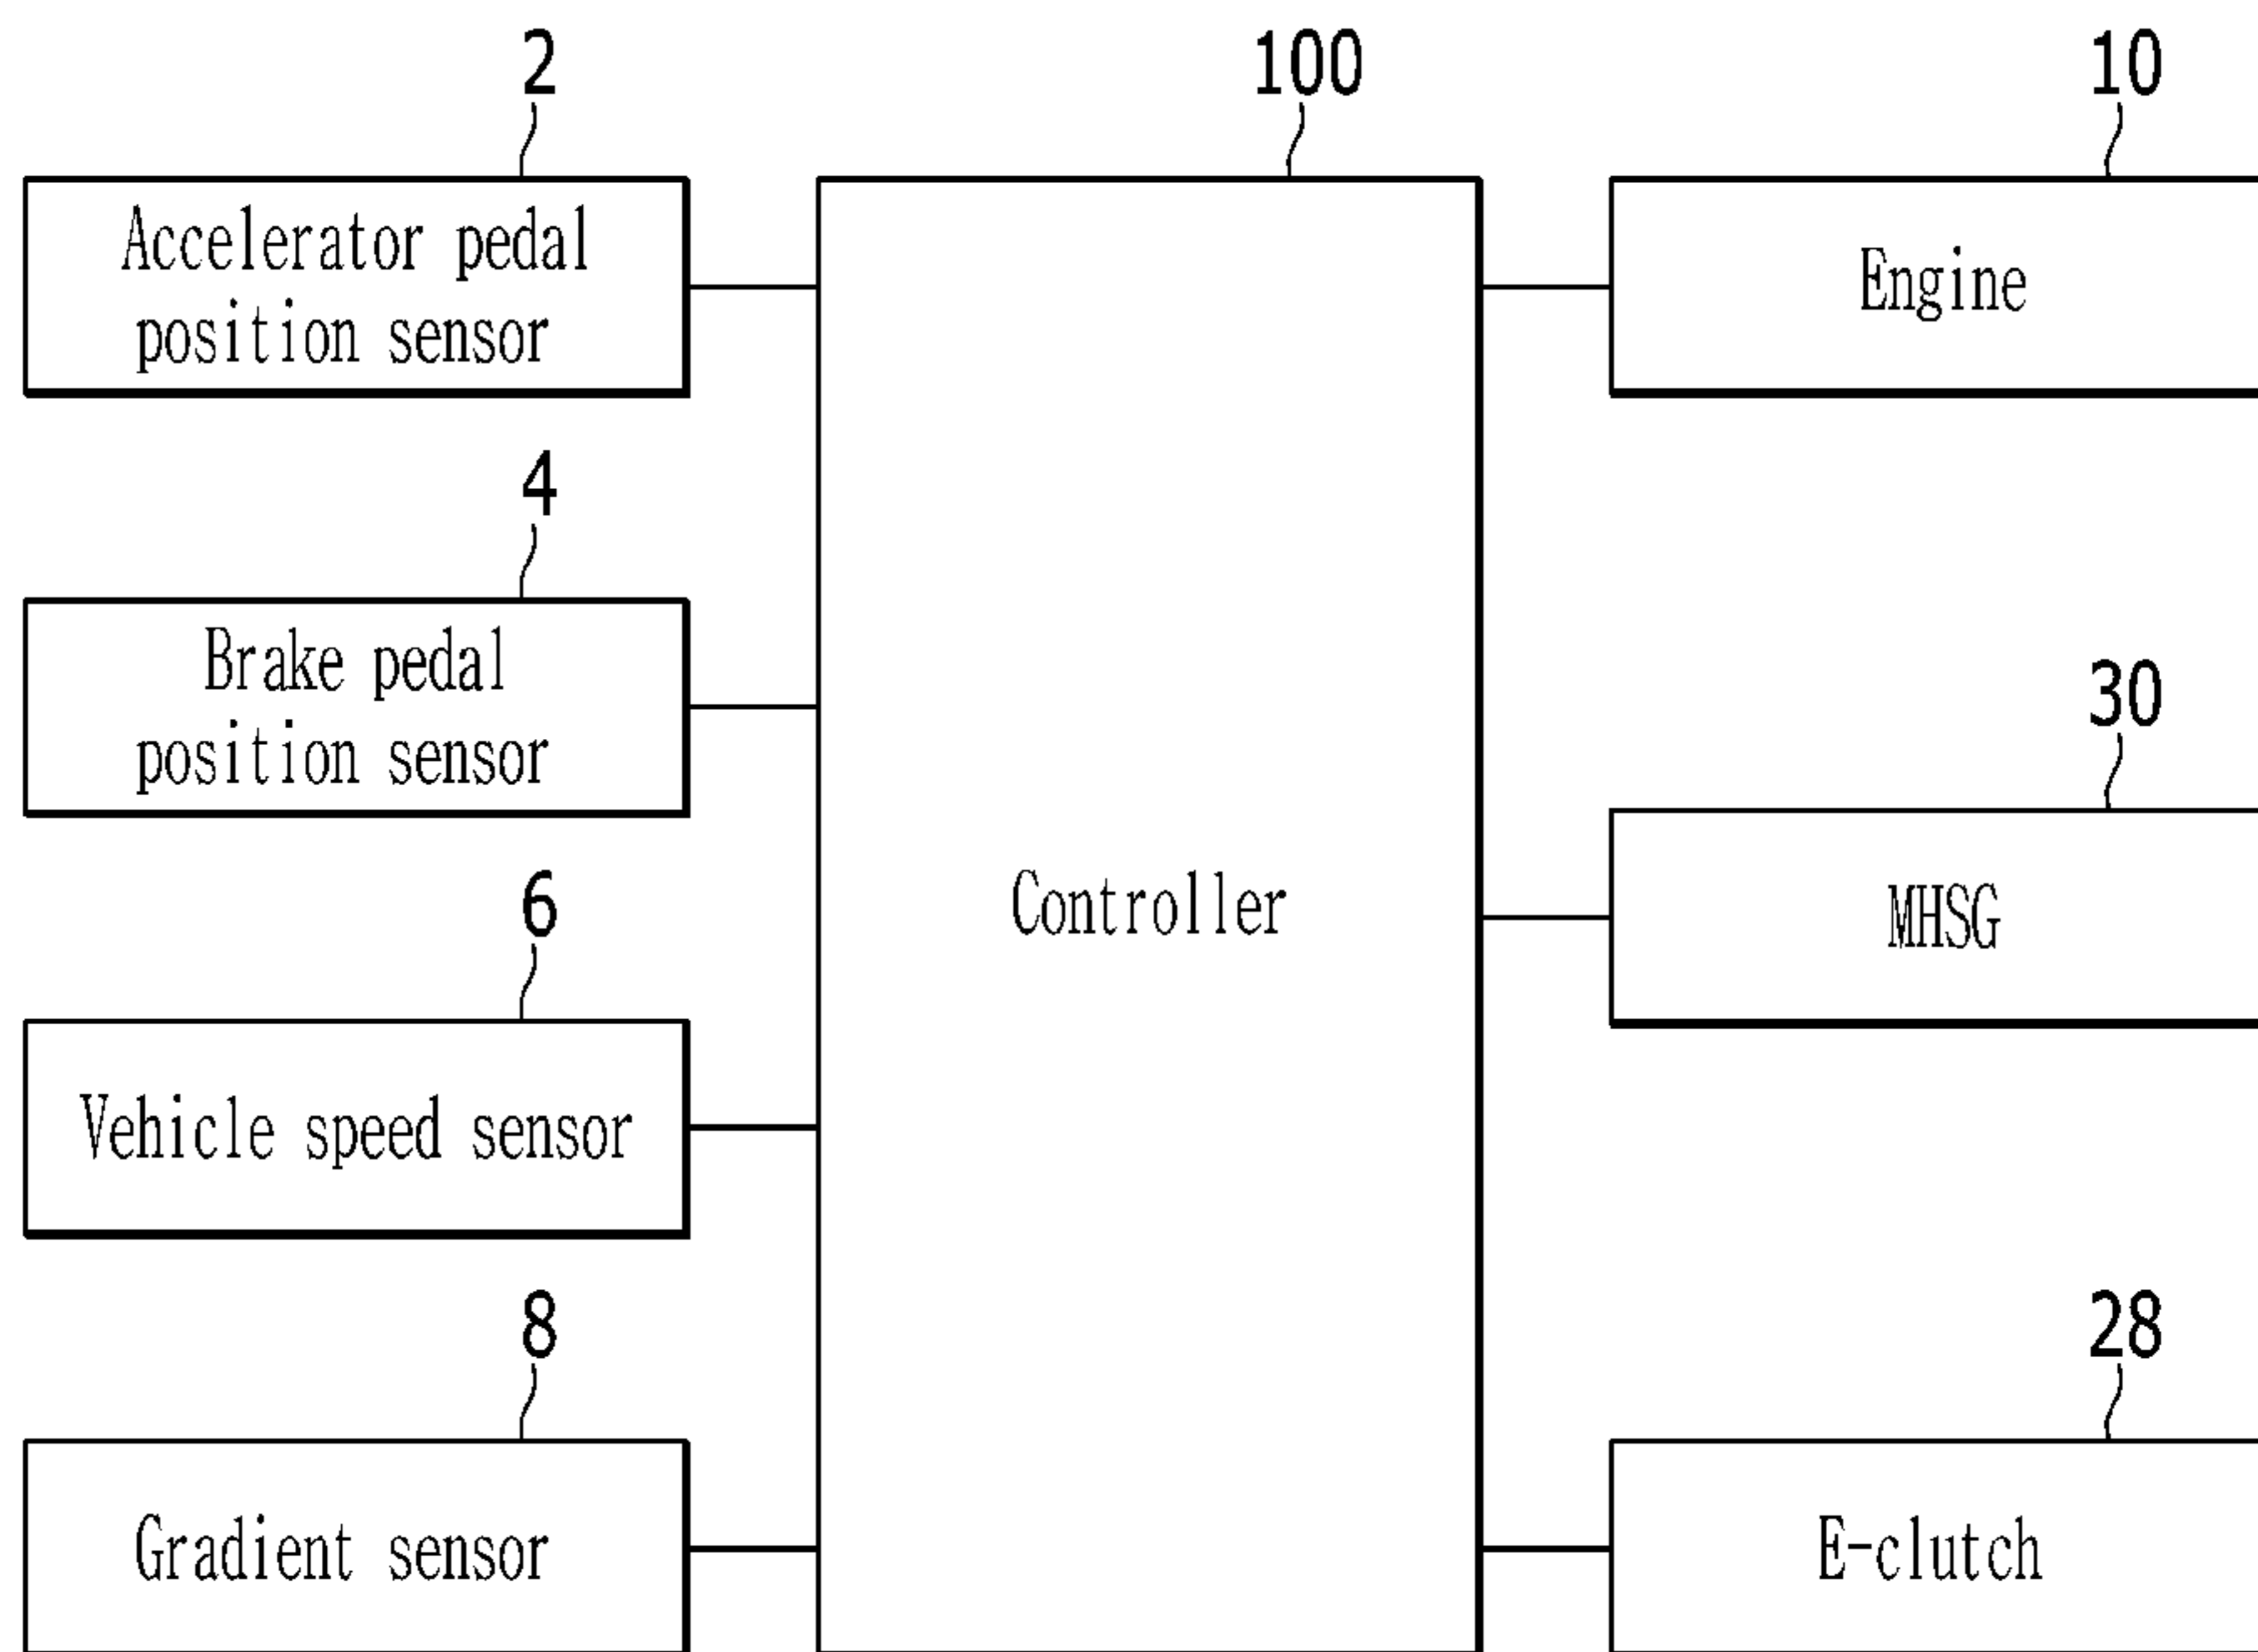 2
100
10
Accelerator pedal
position sensor
Engine
4
Brake pedal
position sensor
30
6
Controller
MHSG
Vehicle speed sensor
8
28
Gradient sensor
E-clutch